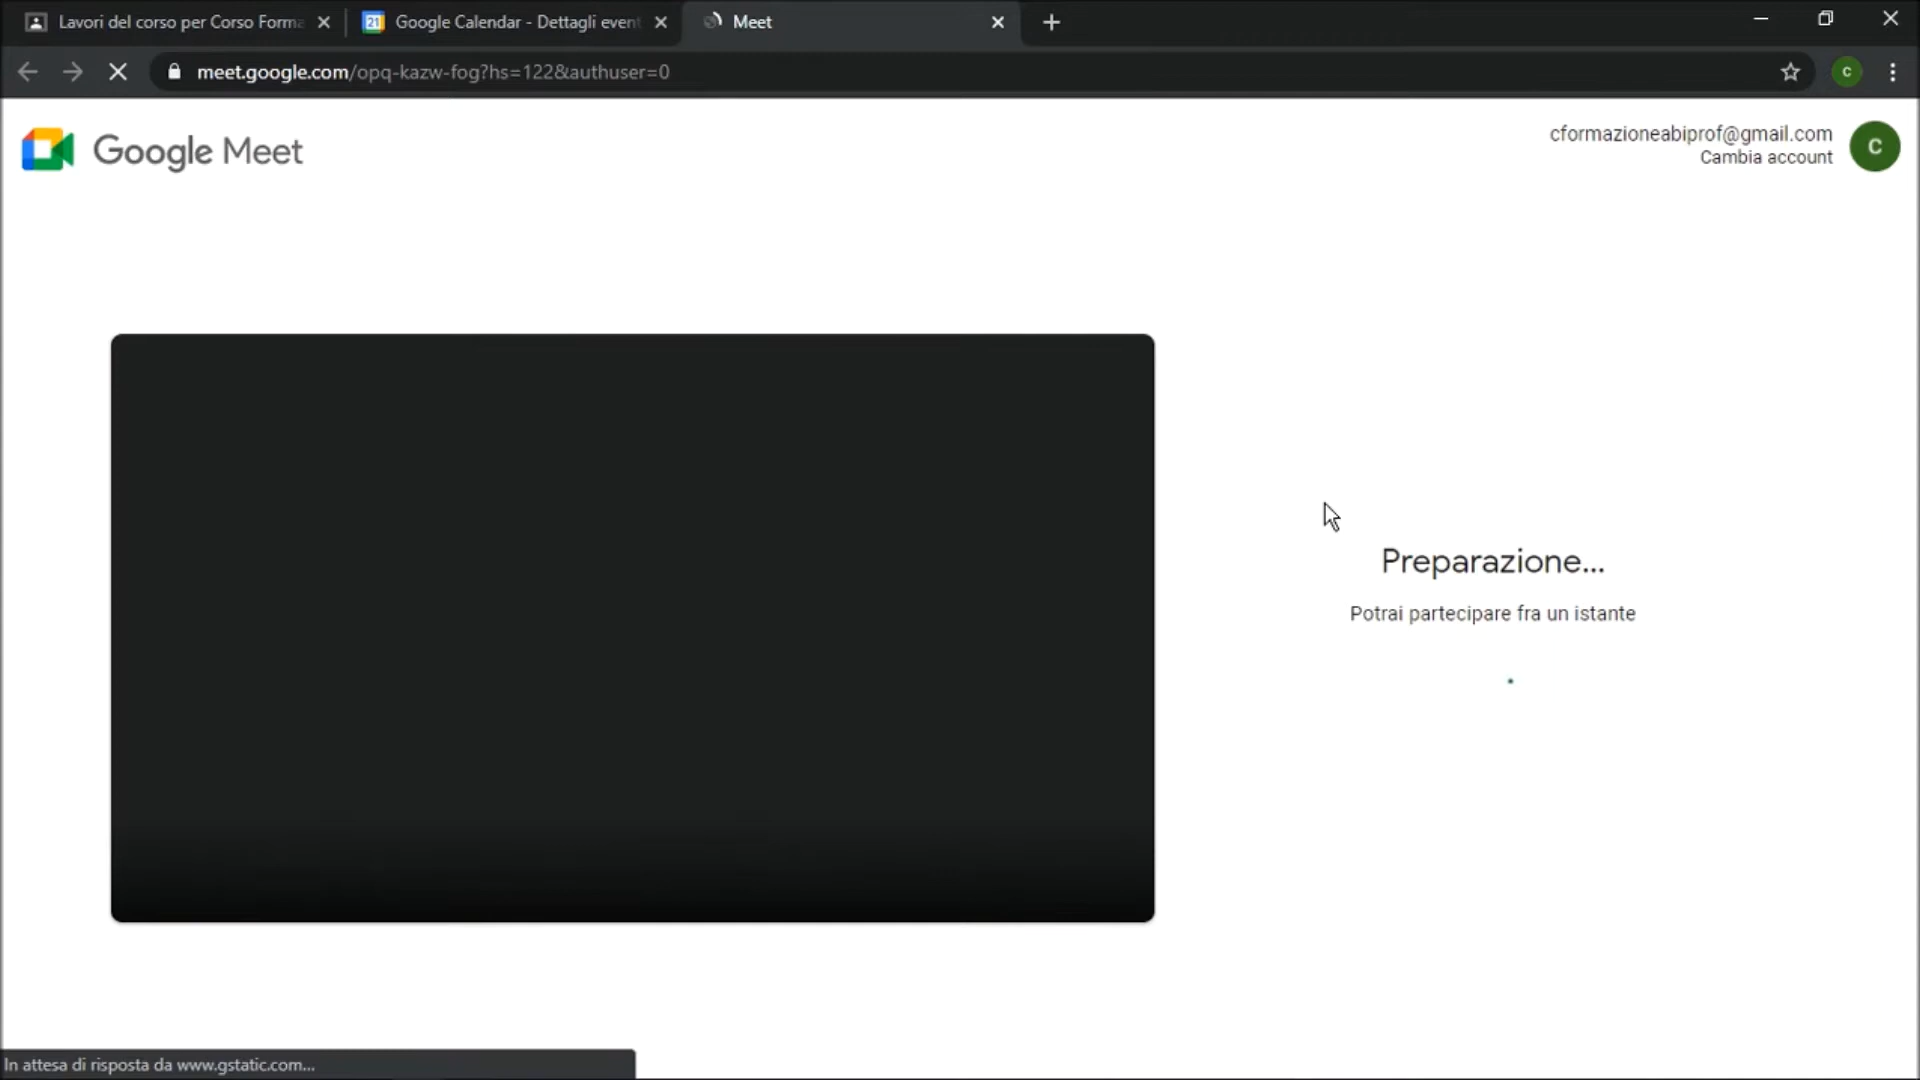 Lavori del corso per Corso Forma
Google Calendar - Dettagli event
Meet
meet.google.com/opq-kazw-fog?hs=122&authuser=0
C
Google Meet
cformazioneabiprof@gmail.com
Cambia account
C
Preparazione...
Potrai partecipare fra un istante
In attesa di risposta da www.gstatic.com...
21